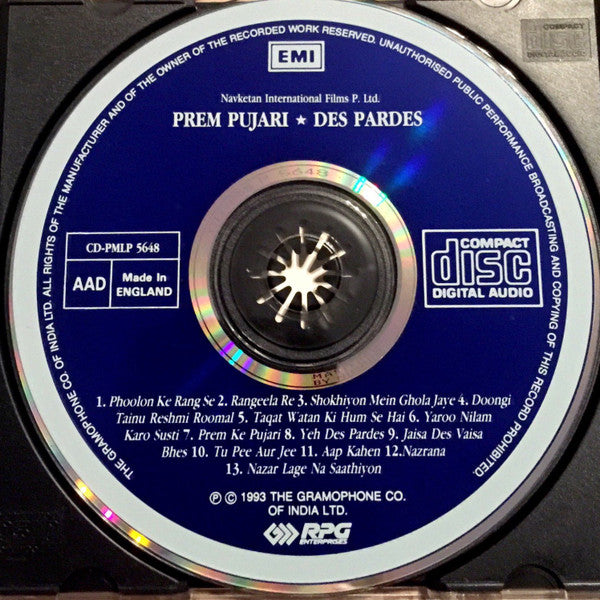 THE GRAMOPHONE CO. OF INDIA LTD. ALL RIGHTS OF THE MANUFACTURER AND OF THE OWNER OF THE RECORDED WORK RESERVED. UNAUTHORISED PUBLIC PERFORMANCE BROADCASTING AND COPYING OF THIS RECORD PROHIBITED.
EMI
Navketan International Films P. Ltd.
PREM PUJARI ★ DES PARDES
5648
CD-PMLP 5648
AAD
Made in
ENGLAND
COMPACT
disc
DIGITAL AUDIO
1. Phoolon Ke Rang Se 2. Rangeela Re 3. Shokhiyon Mein Ghola Jaye 4. Doongi
Tainu Reshmi Roomal 5. Taqat Watan Ki Hum Se Hai 6. Yaroo Nilam
Karo Susti 7. Prem Ke Pujari 8. Yeh Des Pardes 9. Jaisa Des Vaisa
Bhes 10. Tu Pee Aur Jee 11. Aap Kahen 12. Nazrana
13. Nazar Lage Na Saathiyon
℗ © 1993 THE GRAMOPHONE CO.
OF INDIA LTD.
RPG
ENTERPRISES